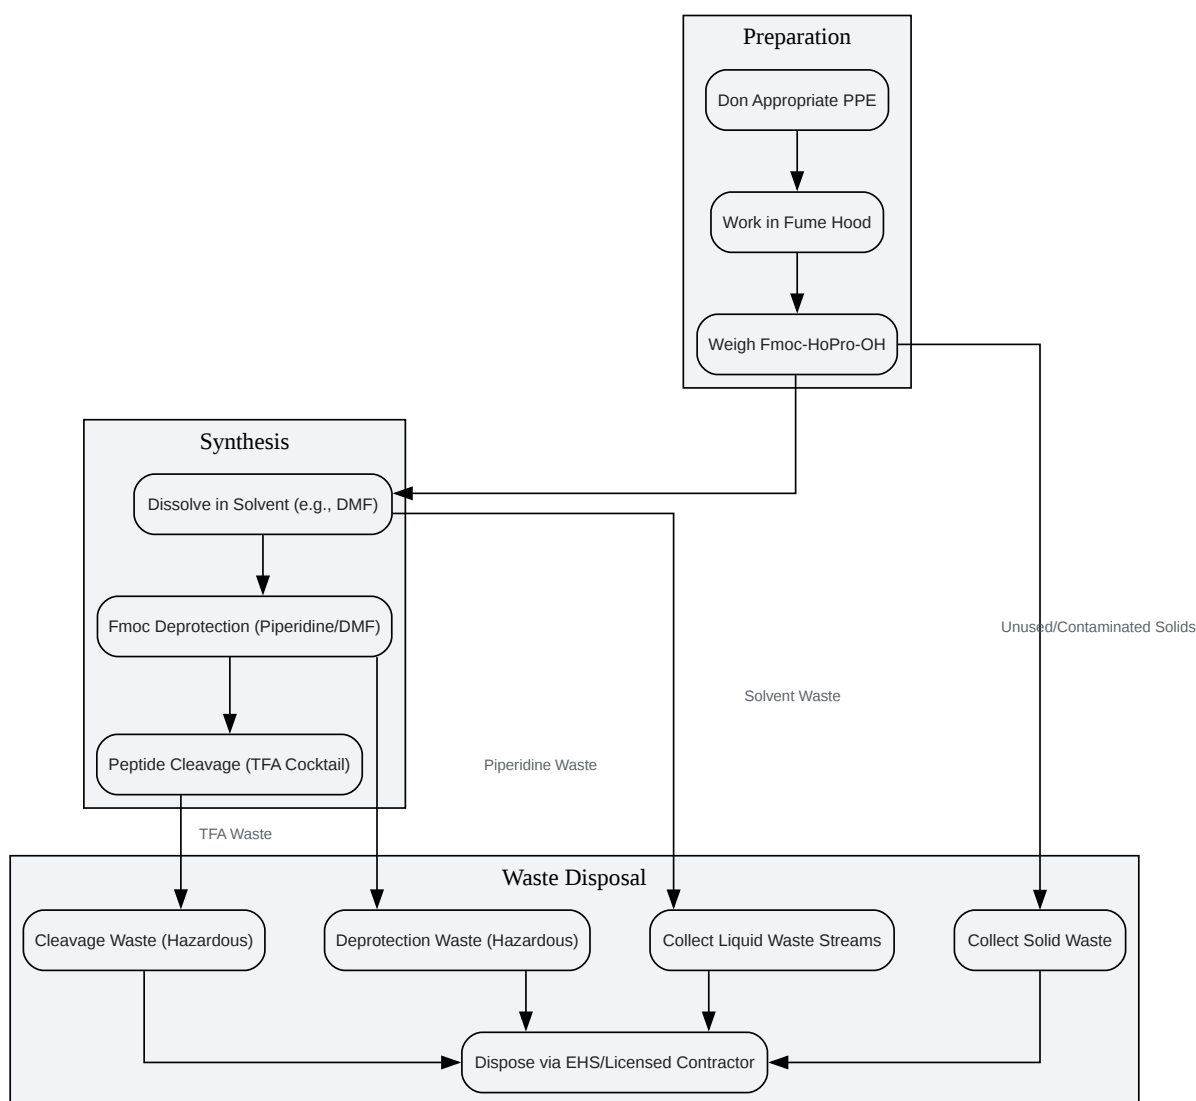 Preparation
Don Appropriate PPE
Work in Fume Hood
Weigh Fmoc-HoPro-OH
Synthesis
Dissolve in Solvent (e.g., DMF)
Fmoc Deprotection (Piperidine/DMF)
Unused/Contaminated Solids
Solvent Waste
Peptide Cleavage (TFA Cocktail)
Piperidine Waste
TFA Waste
Waste Disposal
Cleavage Waste (Hazardous)
Deprotection Waste (Hazardous)
Collect Liquid Waste Streams
Collect Solid Waste
Dispose via EHS/Licensed Contractor